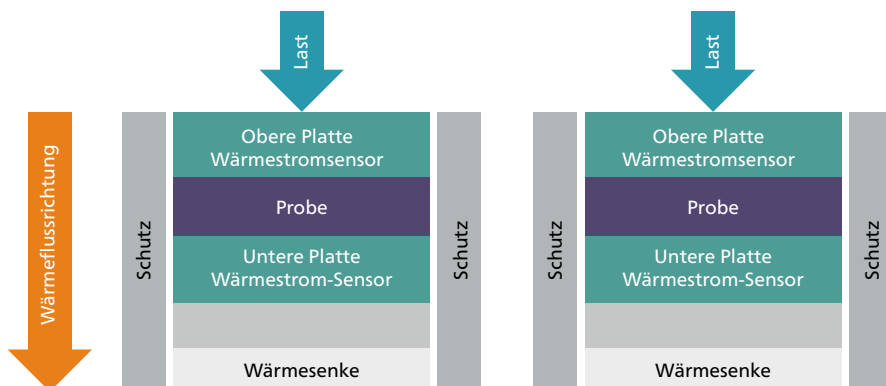 Last
Last
Wärmeflussrichtung
Schutz
Obere Platte
Wärmestromsensor
Probe
Untere Platte
Wärmestrom-Sensor
Wärmesenke
Schutz
Schutz
Obere Platte
Wärmestromsensor
Probe
Untere Platte
Wärmestrom-Sensor
Wärmesenke
Schutz